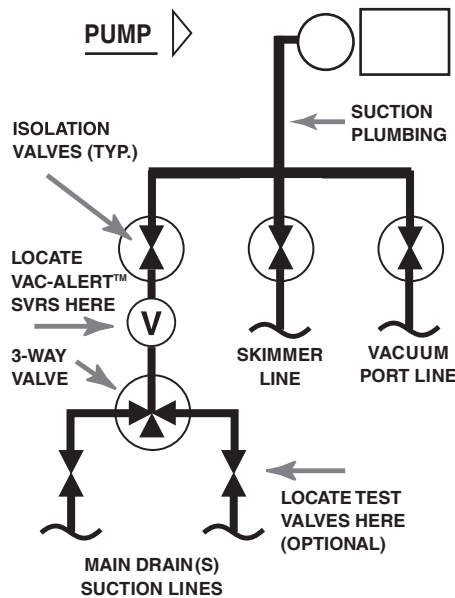 PUMP
SUCTION
PLUMBING
ISOLATION
VALVES (TYP.)
LOCATE
VAC-ALERT™
SVRS HERE
V
3-WAY
VALVE
SKIMMER
LINE
VACUUM
PORT LINE
LOCATE TEST
VALVES HERE
(OPTIONAL)
MAIN DRAIN(S)
SUCTION LINES